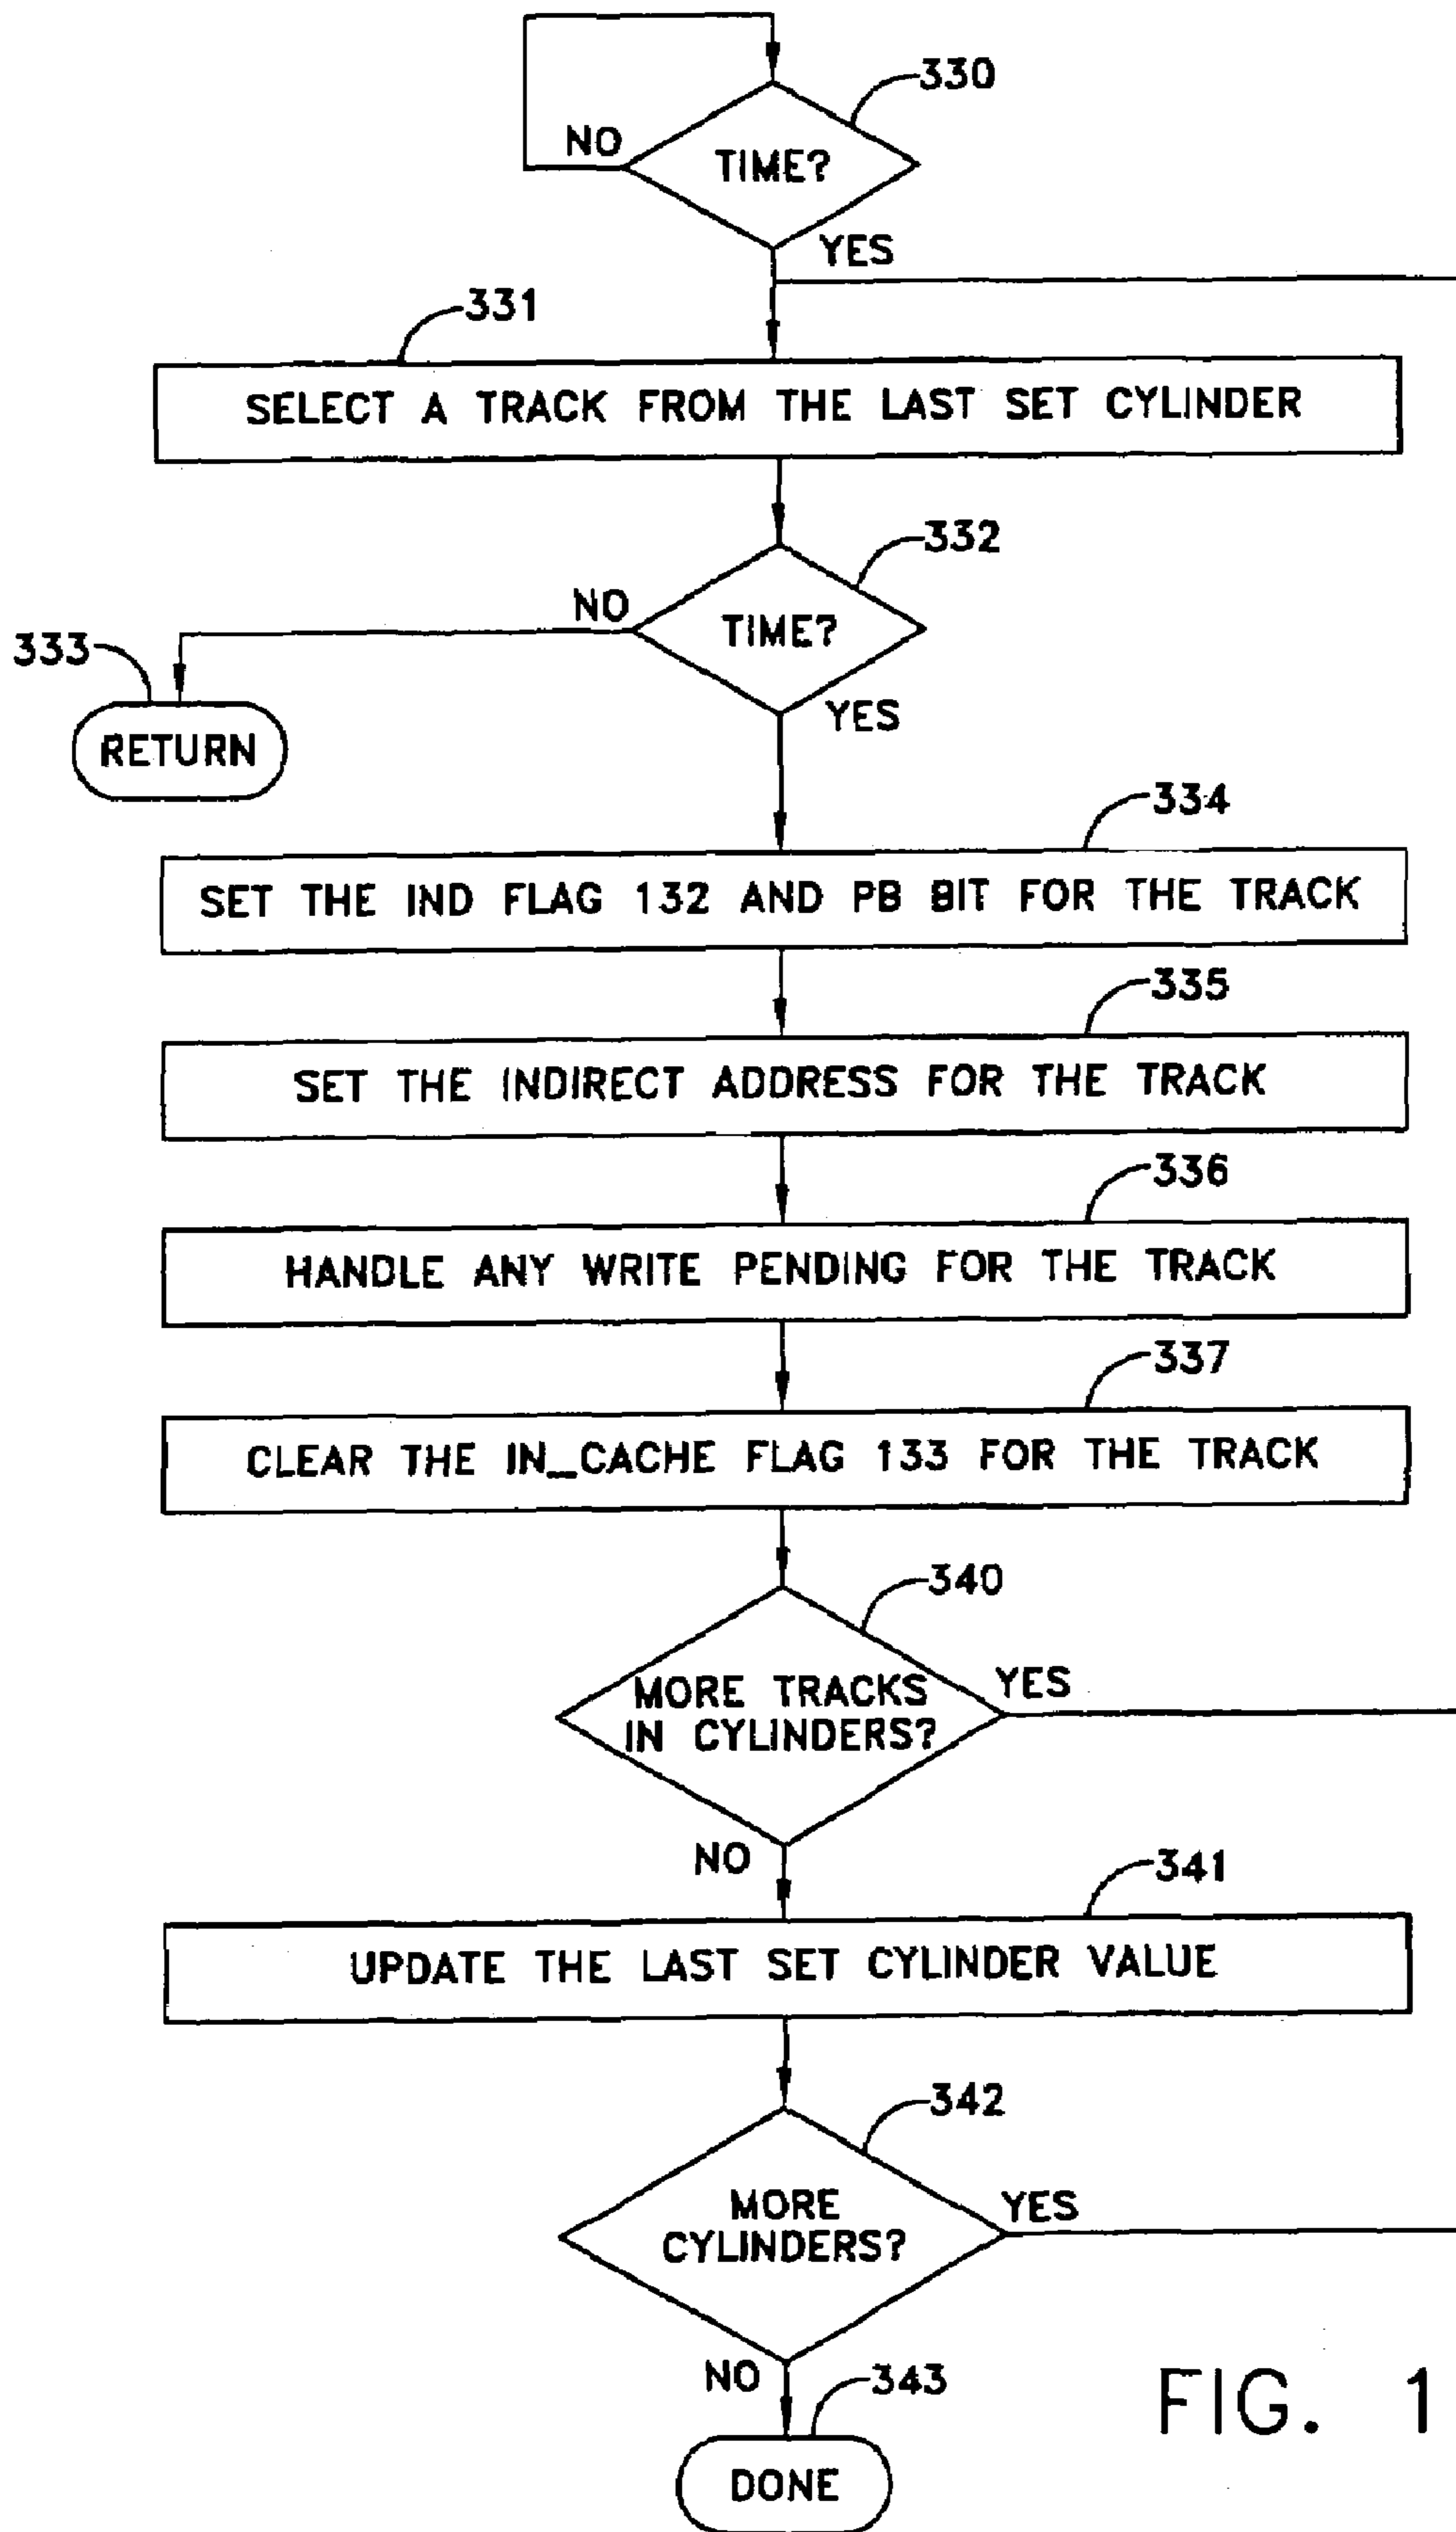 330
NO
TIME?
YES
331
SELECT A TRACK FROM THE LAST SET CYLINDER
332
NO
TIME?
333
YES
RETURN
334
SET THE IND FLAG 132 AND PB BIT FOR THE TRACK
335
SET THE INDIRECT ADDRESS FOR THE TRACK
336
HANDLE ANY WRITE PENDING FOR THE TRACK
337
CLEAR THE IN_CACHE FLAG 133 FOR THE TRACK
340
MORE TRACKS
IN CYLINDERS?
YES
NO
341
UPDATE THE LAST SET CYLINDER VALUE
342
MORE
CYLINDERS?
YES
NO
343
DONE
FIG. 1